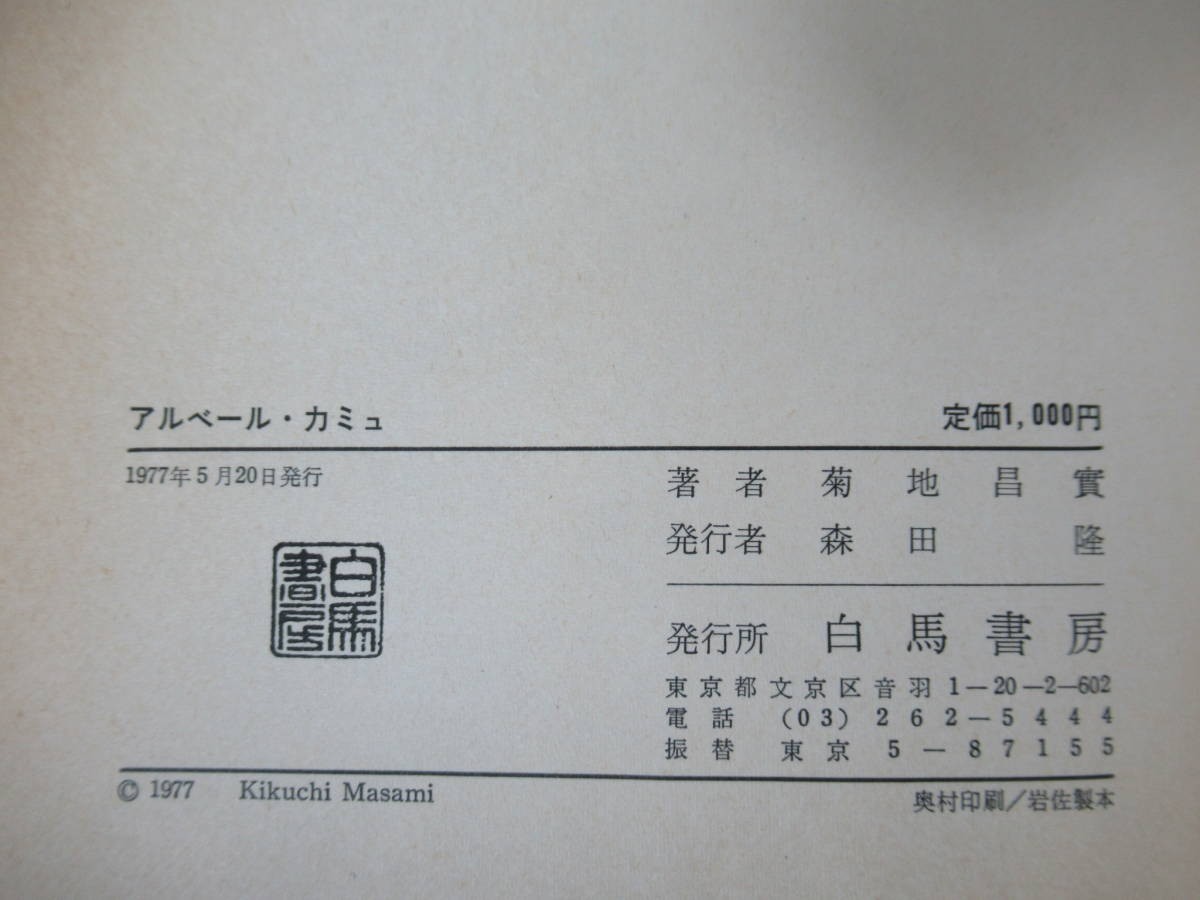 アルベール・カミュ 定価1,000円
1977年5月20日発行
著者 菊地昌實
発行者 森田 隆
白馬書房
発行所 白馬書房
東京都文京区音羽1―20―2―602
電話 (03) 262―5444
振替 東京 5―87155
© 1977 Kikuchi Masami
奥村印刷/岩佐製本